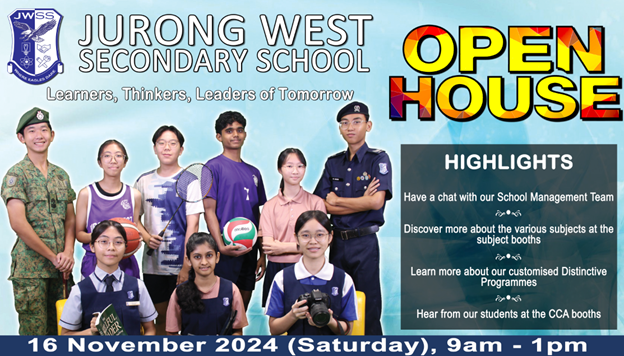 JWSS
JURONG WEST
SECONDARY SCHOOL
Learners, Thinkers, Leaders of Tomorrow
OPEN
HOUSE
HIGHLIGHTS
Have a chat with our School Management Team
Discover more about the various subjects at the
subject booths
Learn more about our customised Distinctive
Programmes
Hear from our students at the CCA booths
16 November 2024 (Saturday), 9am - 1pm